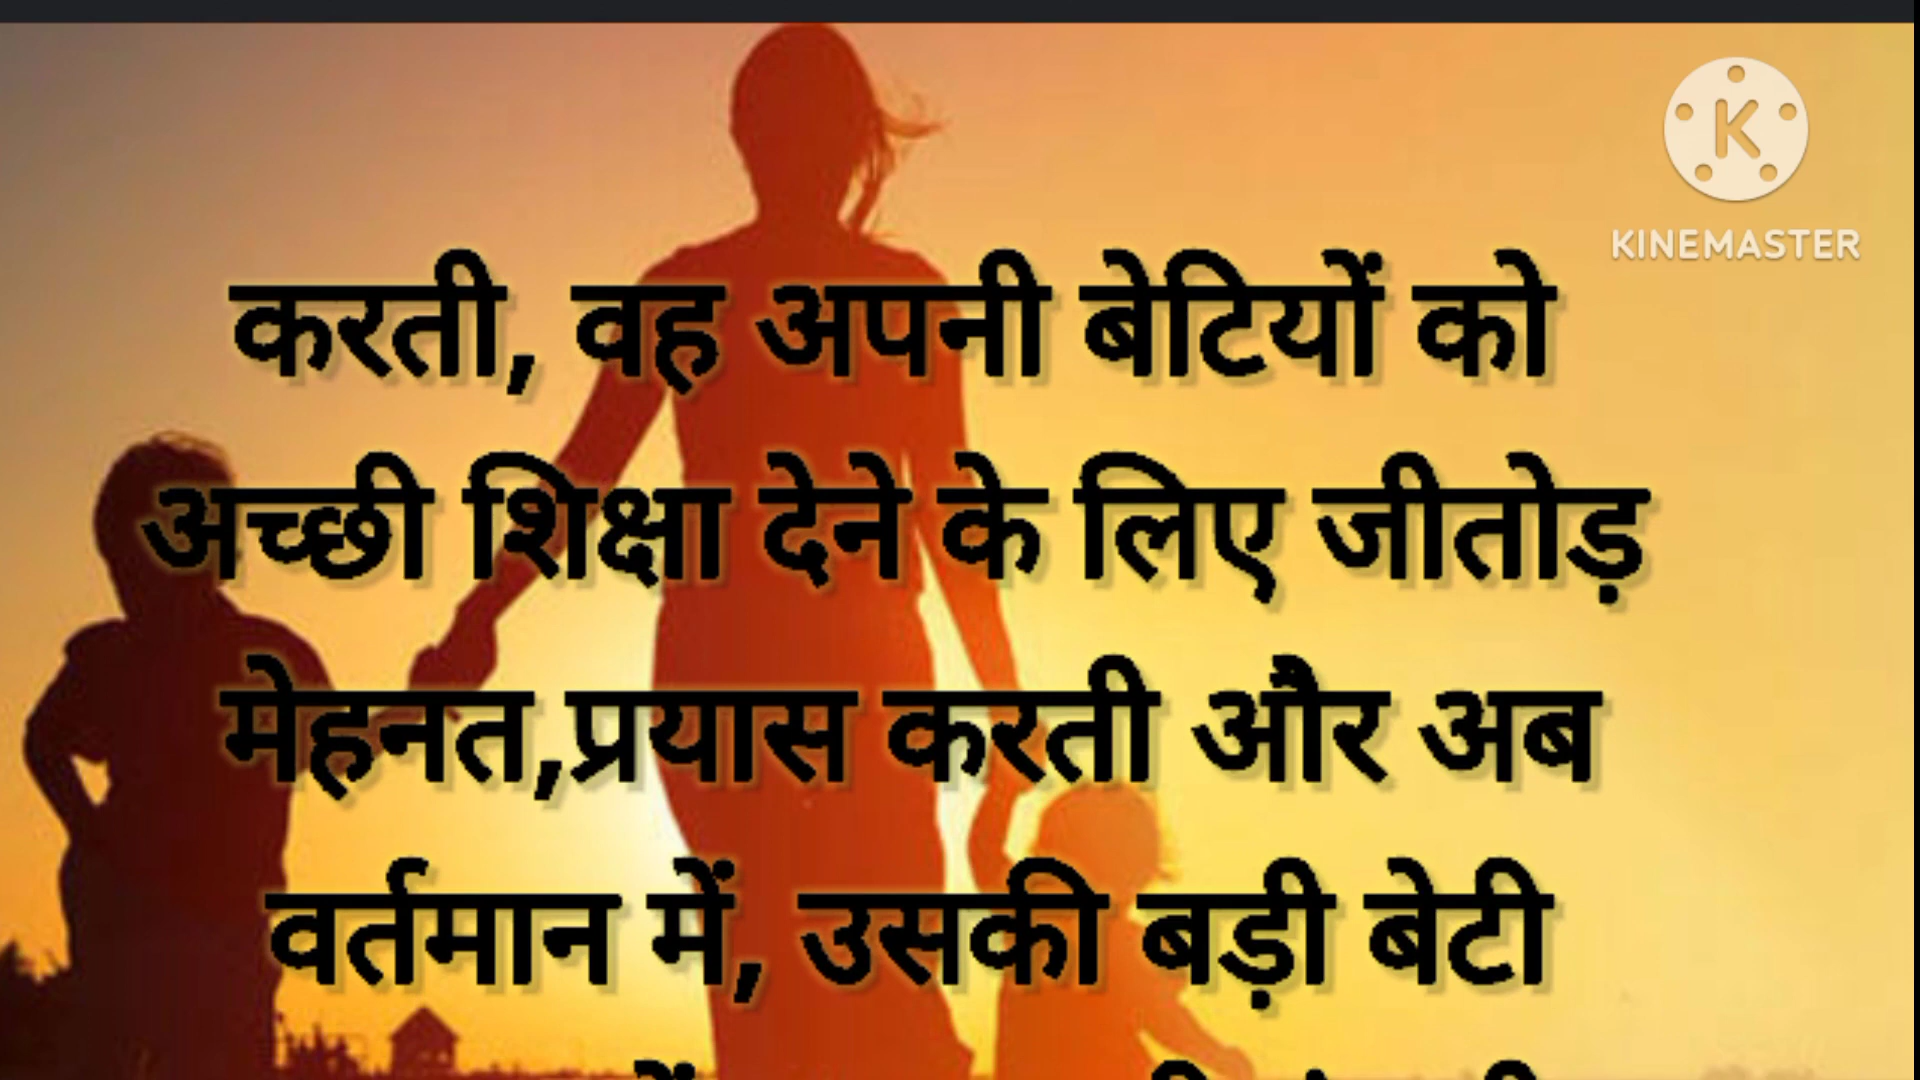 KINEMASTER
करती, वह अपनी बेटियों को
अच्छी शिक्षा देने के लिए जीतोड़
मेहनत,प्रयास करती और अब
वर्तमान में, उसकी बड़ी बेटी